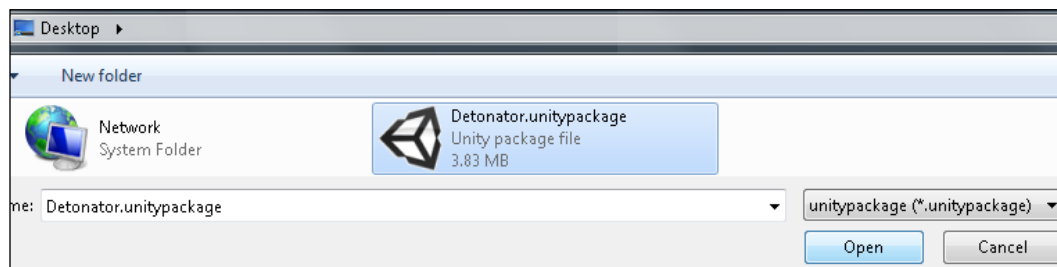 Desktop
New folder
Network
System Folder
Detonator.unitypackage
Unity package file
3.83 MB
me: Detonator.unitypackage
unitypackage (*.unitypackage)
Open Cancel